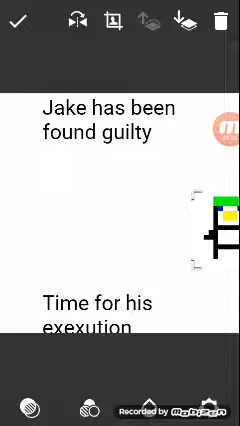 Jake has been
found guilty
Time for his
exexution
Recorded by mobizen